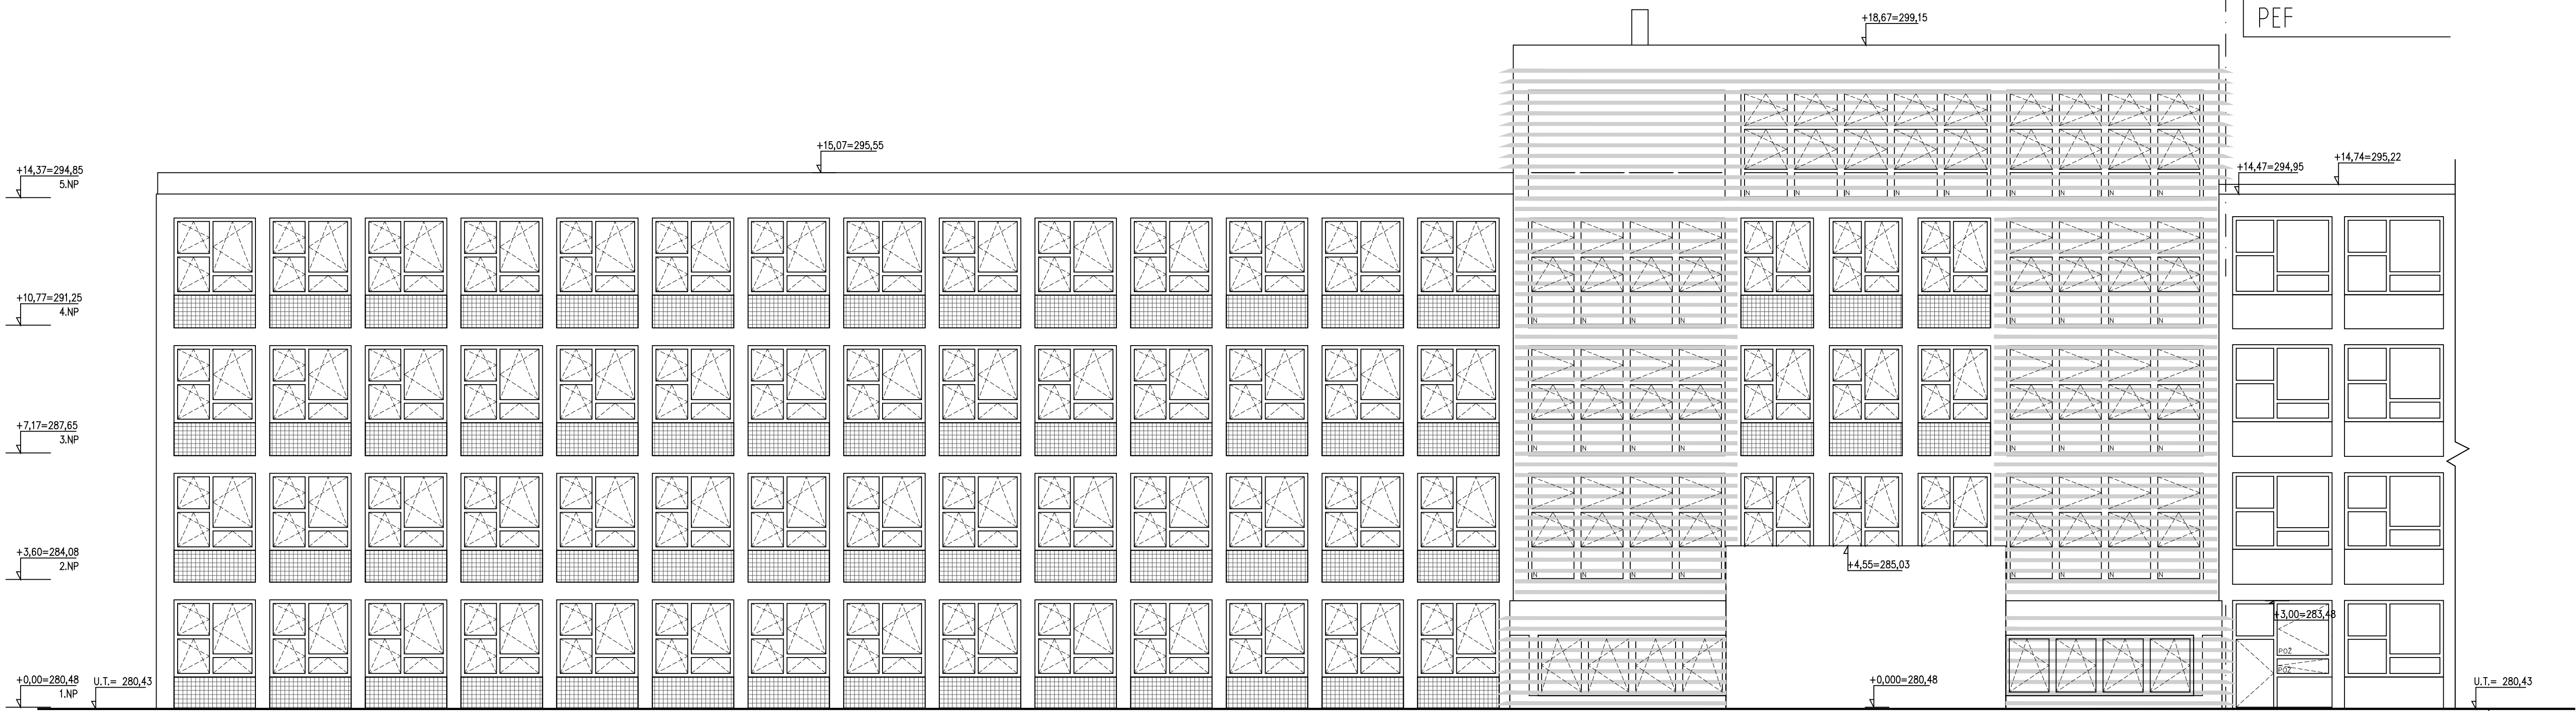 PEF
+18,67=299,15
+15,07=295,55
+14,37=294,85
5.NP
+14,47=294,95
+14,74=295,22
N N N N N N N N N
+10,77=291,25
4.NP
N N N N N N N N
+7,17=287,65
3.NP
N N N N N N N N
+3,60=284,08
2.NP
+4,55=285,03
N N N N N N N N
+3,00=283,48
POŽ
POŽ
+0,00=280,48
1.NP
U.T.= 280,43
+0,000=280,48
U.T.= 280,43